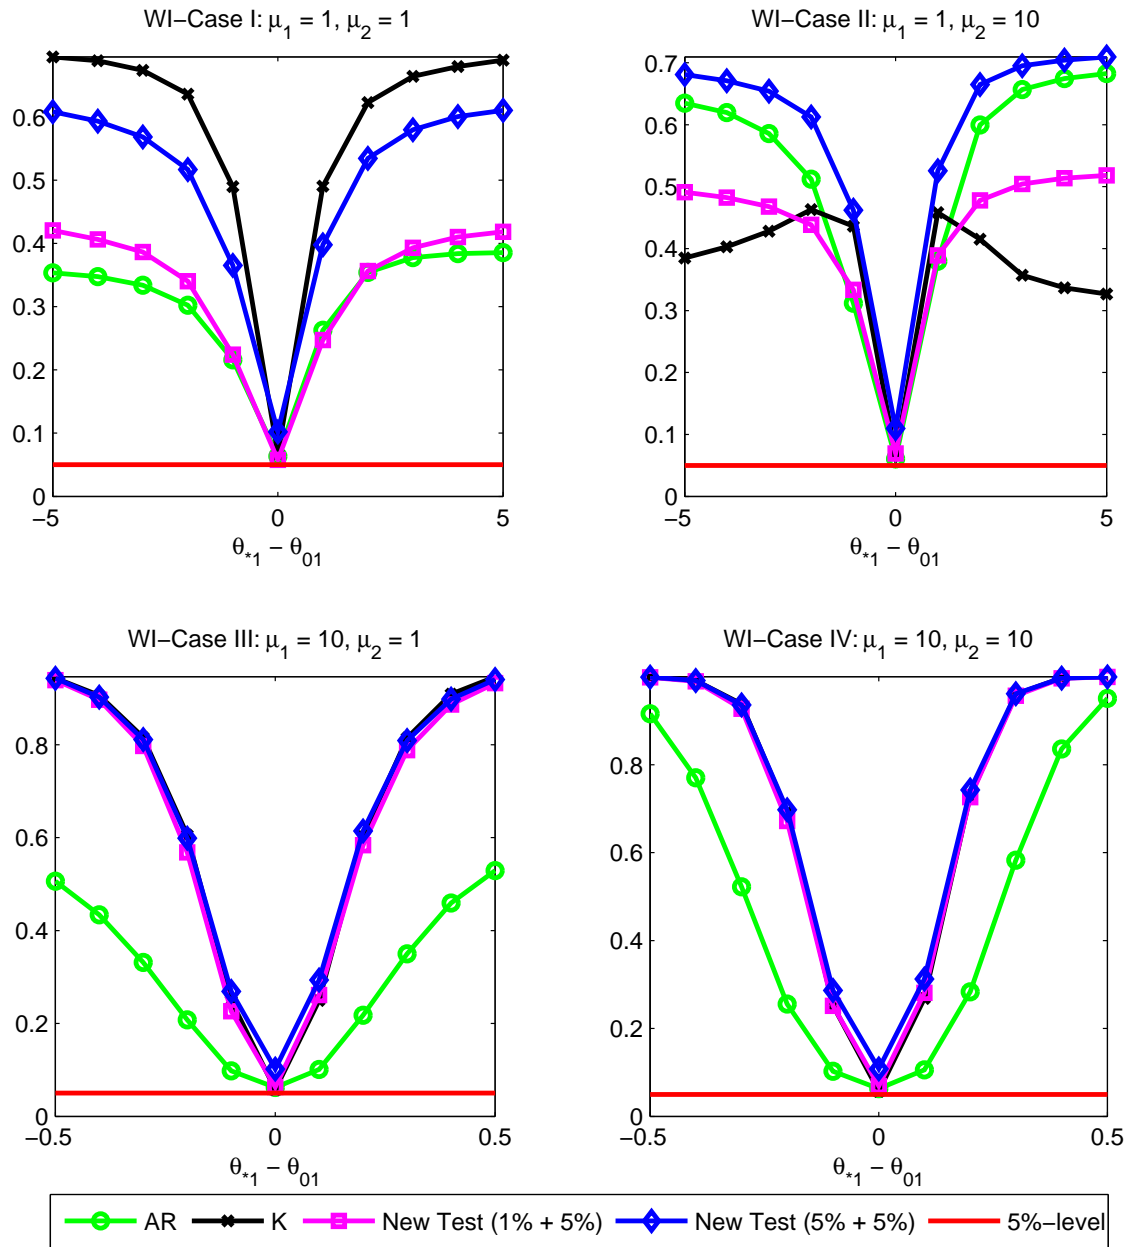 WI−Case I: μ1 = 1, μ2 = 1
0.6
0.5
0.4
0.3
0.2
0.1
0
−5
0
5
θ*1 − θ01
WI−Case II: μ1 = 1, μ2 = 10
0.7
0.6
0.5
0.4
0.3
0.2
0.1
0
−5
0
5
θ*1 − θ01
WI−Case III: μ1 = 10, μ2 = 1
0.8
0.6
0.4
0.2
0
−0.5
0
0.5
θ*1 − θ01
WI−Case IV: μ1 = 10, μ2 = 10
0.8
0.6
0.4
0.2
0
−0.5
0
0.5
θ*1 − θ01
AR
K
New Test (1% + 5%)
New Test (5% + 5%)
5%−level